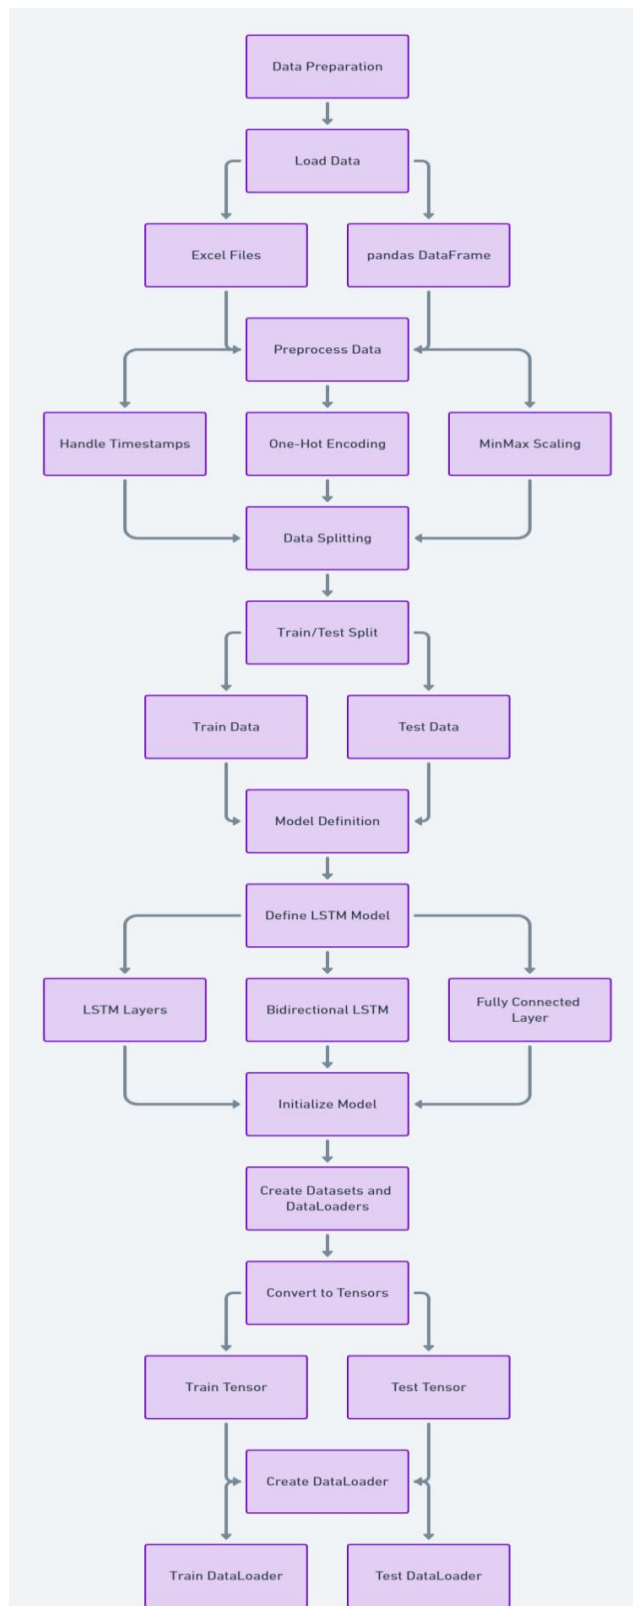 Data Preparation
Load Data
Excel Files
pandas DataFrame
Preprocess Data
Handle Timestamps
One-Hot Encoding
MinMax Scaling
Data Splitting
Train/Test Split
Train Data
Test Data
Model Definition
Define LSTM Model
LSTM Layers
Bidirectional LSTM
Fully Connected
Layer
Initialize Model
Create Datasets and
DataLoaders
Convert to Tensors
Train Tensor
Test Tensor
Create DataLoader
Train DataLoader
Test DataLoader